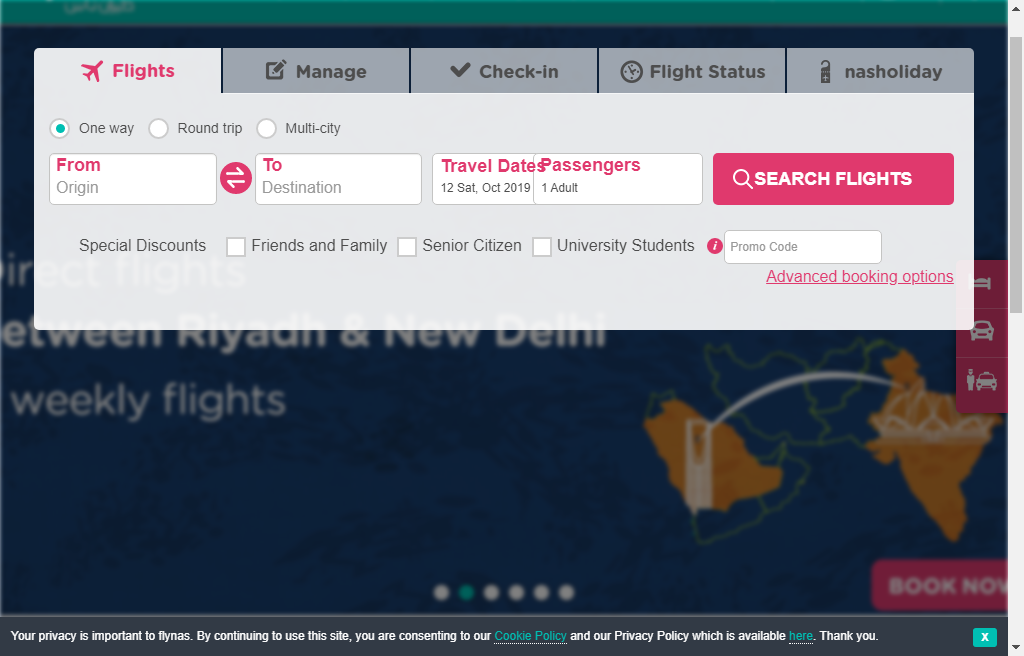 Flights
Manage
Check-in
Flight Status
nasholiday
One way
Round trip
Multi-city
From
Origin
To
Destination
Travel Dates
12 Sat, Oct 2019
Passengers
1 Adult
SEARCH FLIGHTS
Special Discounts
Friends and Family
Senior Citizen
University Students
i
Promo Code
Advanced booking options
Direct flights
etween Riyadh & New Delhi
weekly flights
BOOK NOW
Your privacy is important to flynas. By continuing to use this site, you are consenting to our Cookie Policy and our Privacy Policy which is available here. Thank you.
X